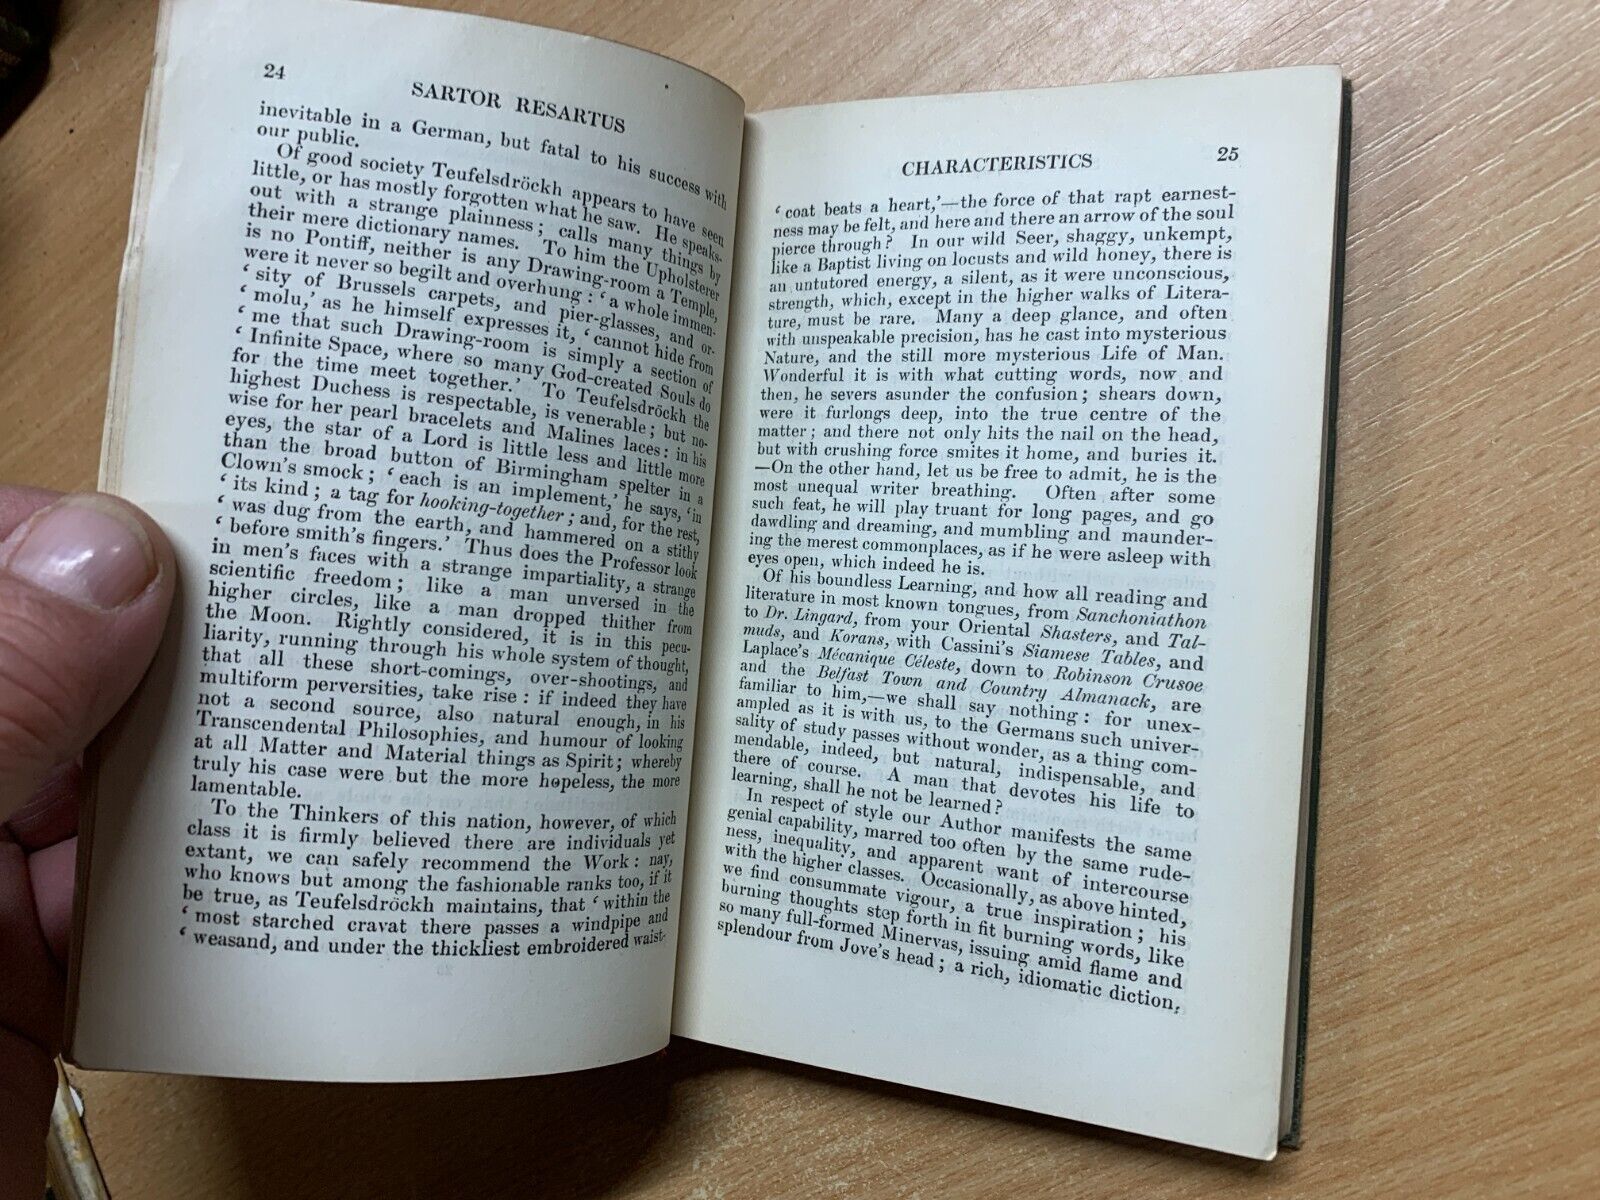 24
SARTOR RESARTUS
inevitable in a German, but fatal to his success with
our public.
Of good society Teufelsdröckh appears to have seen
little, or has mostly forgotten what he saw. He speaks-
out with a strange plainness; calls many things by
their mere dictionary names. To him the Upholsterer
is no Pontiff, neither is any Drawing-room a Temple,
were it never so begilt and overhung: ‘a whole immen-
‘sity of Brussels carpets, and pier-glasses, and or-
‘molu,’ as he himself expresses it, ‘cannot hide from
‘me that such Drawing-room is simply a section of
‘Infinite Space, where so many God-created Souls do
for the time meet together.’ To Teufelsdröckh the
highest Duchess is respectable, is venerable; but no-
wise for her pearl bracelets and Malines laces: in his
eyes, the star of a Lord is little less and little more
than the broad button of Birmingham spelter in a
Clown's smock; ‘each is an implement,’ he says, ‘in
‘its kind; a tag for hooking-together; and, for the rest,
‘was dug from the earth, and hammered on a stithy
‘before smith's fingers.’ Thus does the Professor look
in men's faces with a strange impartiality, a strange
scientific freedom; like a man unversed in the
higher circles, like a man dropped thither from
the Moon. Rightly considered, it is in this pecu-
liarity, running through his whole system of thought,
that all these short-comings, over-shootings, and
multiform perversities, take rise: if indeed they have
not a second source, also natural enough, in his
Transcendental Philosophies, and humour of looking
at all Matter and Material things as Spirit; whereby
truly his case were but the more hopeless, the more
lamentable.
To the Thinkers of this nation, however, of which
class it is firmly believed there are individuals yet
extant, we can safely recommend the Work: nay,
who knows but among the fashionable ranks too, if it
be true, as Teufelsdröckh maintains, that ‘within the
‘most starched cravat there passes a windpipe and
‘weasand, and under the thickliest embroidered waist-
CHARACTERISTICS
25
‘coat beats a heart,’—the force of that rapt earnest-
ness may be felt, and here and there an arrow of the soul
pierce through? In our wild Seer, shaggy, unkempt,
like a Baptist living on locusts and wild honey, there is
an untutored energy, a silent, as it were unconscious,
strength, which, except in the higher walks of Litera-
ture, must be rare. Many a deep glance, and often
with unspeakable precision, has he cast into mysterious
Nature, and the still more mysterious Life of Man.
Wonderful it is with what cutting words, now and
then, he severs asunder the confusion; shears down,
were it furlongs deep, into the true centre of the
matter; and there not only hits the nail on the head,
but with crushing force smites it home, and buries it.
—On the other hand, let us be free to admit, he is the
most unequal writer breathing. Often after some
such feat, he will play truant for long pages, and go
dawdling and dreaming, and mumbling and maunder-
ing the merest commonplaces, as if he were asleep with
eyes open, which indeed he is.
Of his boundless Learning, and how all reading and
literature in most known tongues, from Sanchoniathon
to Dr. Lingard, from your Oriental Shasters, and Tal-
muds, and Korans, with Cassini's Siamese Tables, and
Laplace's Mécanique Céleste, down to Robinson Crusoe
and the Belfast Town and Country Almanack, are
familiar to him,—we shall say nothing: for unex-
ampled as it is with us, to the Germans such univer-
sality of study passes without wonder, as a thing com-
mendable, indeed, but natural, indispensable, and
there of course. A man that devotes his life to
learning, shall he not be learned?
In respect of style our Author manifests the same
genial capability, marred too often by the same rude-
ness, inequality, and apparent want of intercourse
with the higher classes. Occasionally, as above hinted,
we find consummate vigour, a true inspiration; his
burning thoughts step forth in fit burning words, like
so many full-formed Minervas, issuing amid flame and
splendour from Jove's head; a rich, idiomatic diction,